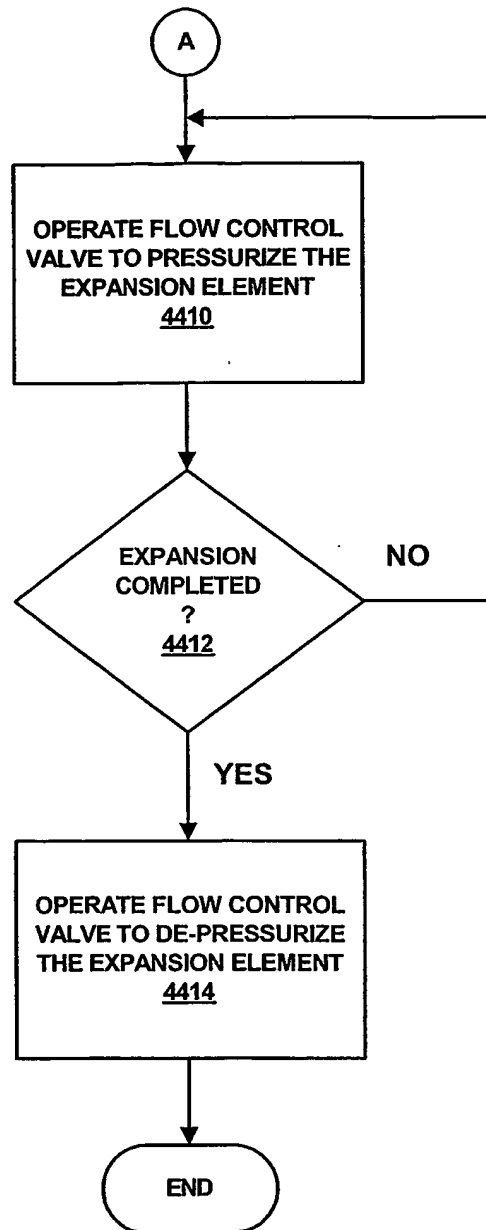 A
OPERATE FLOW CONTROL
VALVE TO PRESSURIZE THE
EXPANSION ELEMENT
4410
EXPANSION
COMPLETED
?
4412
NO
YES
OPERATE FLOW CONTROL
VALVE TO DE-PRESSURIZE
THE EXPANSION ELEMENT
4414
END